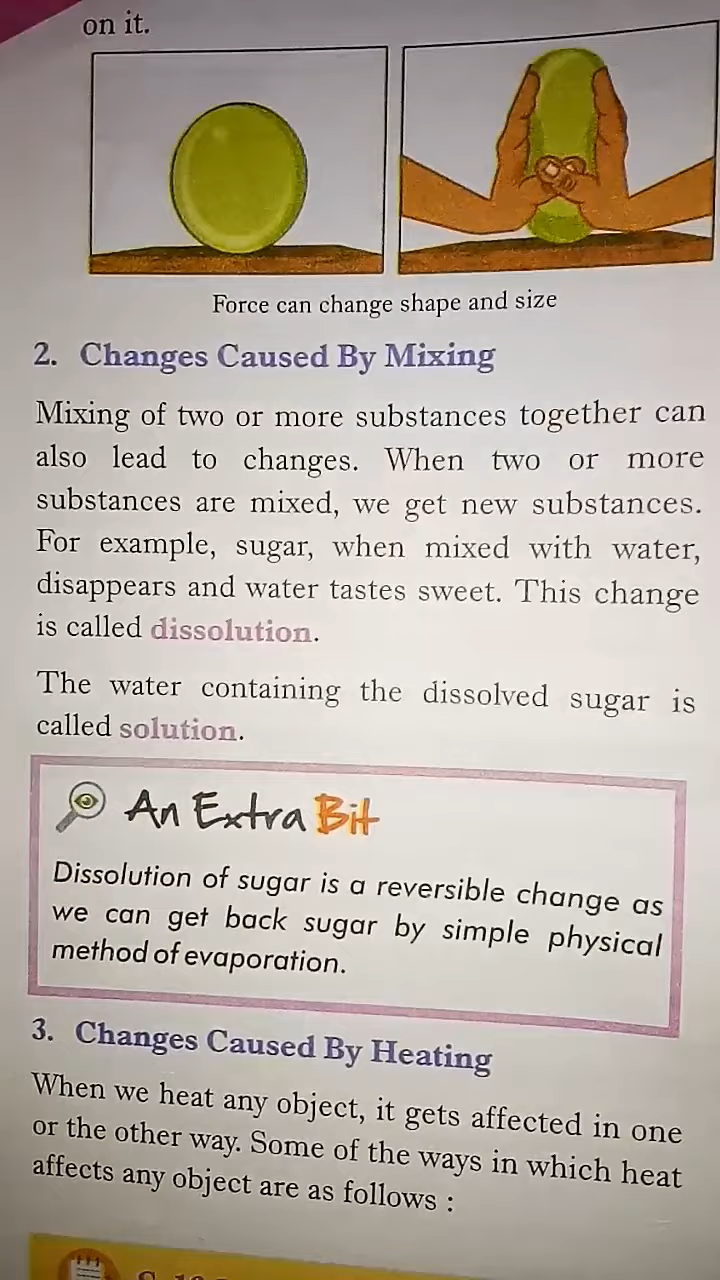 on it.
Force can change shape and size
2. Changes Caused By Mixing
Mixing of two or more substances together can
also lead to changes. When two or more
substances are mixed, we get new substances.
For example, sugar, when mixed with water,
disappears and water tastes sweet. This change
is called dissolution.
The water containing the dissolved sugar is
called solution.
An Extra Bit
Dissolution of sugar is a reversible change as
we can get back sugar by simple physical
method of evaporation.
3. Changes Caused By Heating
When we heat any object, it gets affected in one
or the other way. Some of the ways in which heat
affects any object are as follows :